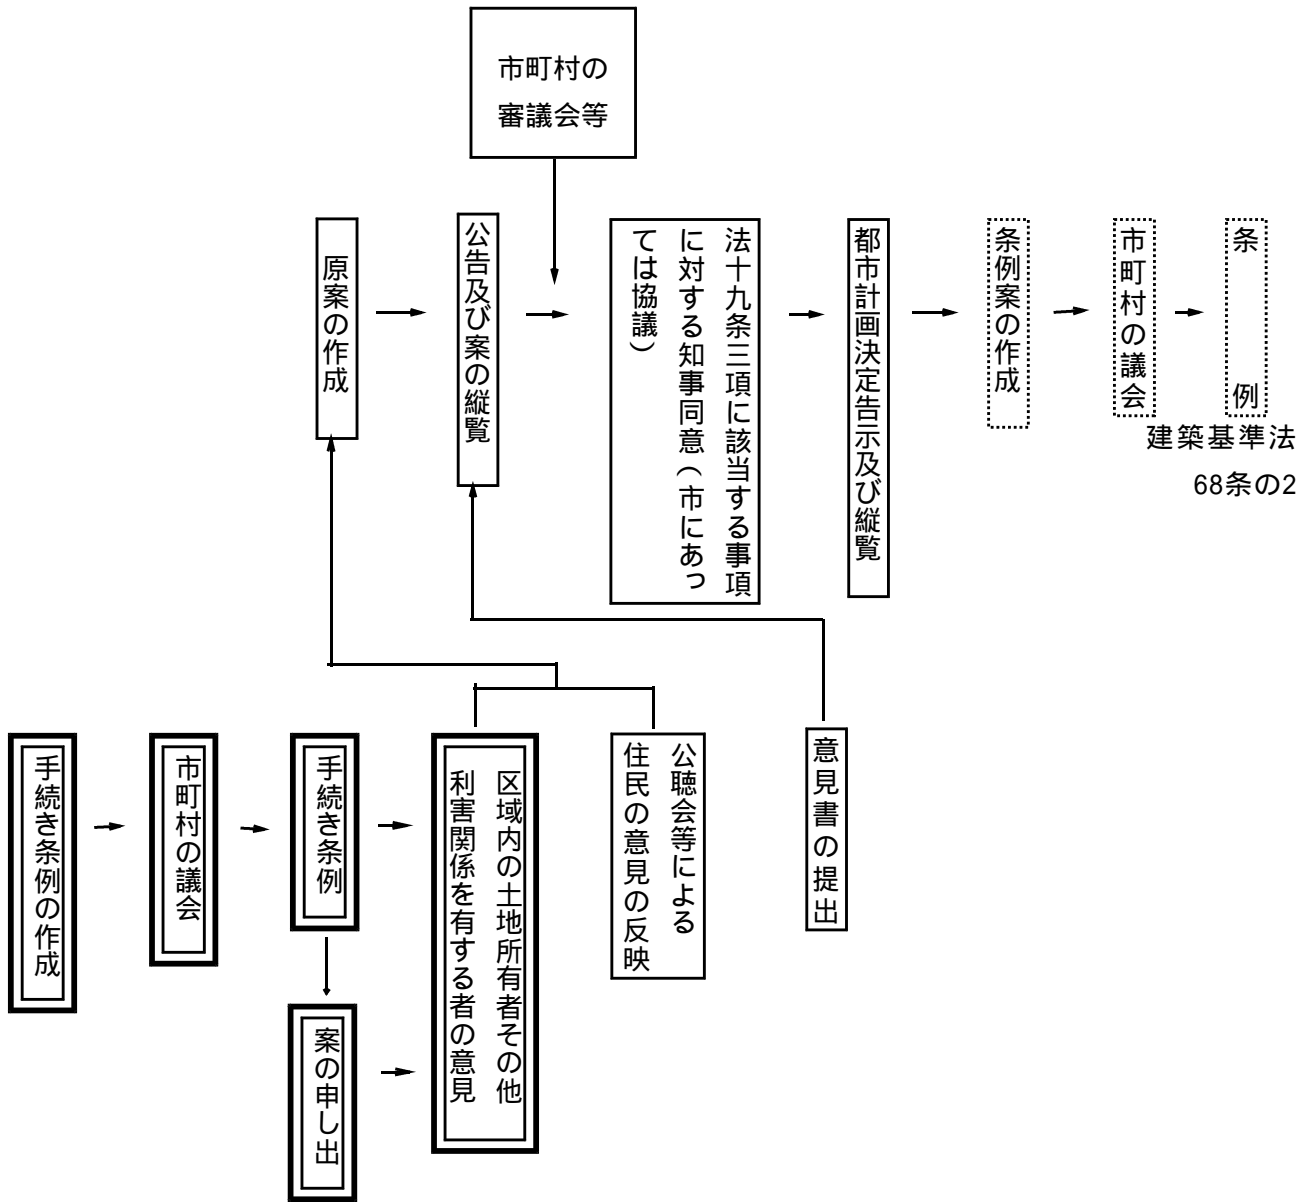 市町村の
審議会等
原案の作成
公告及び案の縦覧
法十九条三項に該当する事項
に対する知事同意（市にあっ
ては協議）
都市計画決定告示及び縦覧
条例案の作成
市町村の議会
条例
建築基準法
68条の2
手続き条例の作成
市町村の議会
手続き条例
案の申し出
区域内の土地所有者その他
利害関係を有する者の意見
公聴会等による
住民の意見の反映
意見書の提出